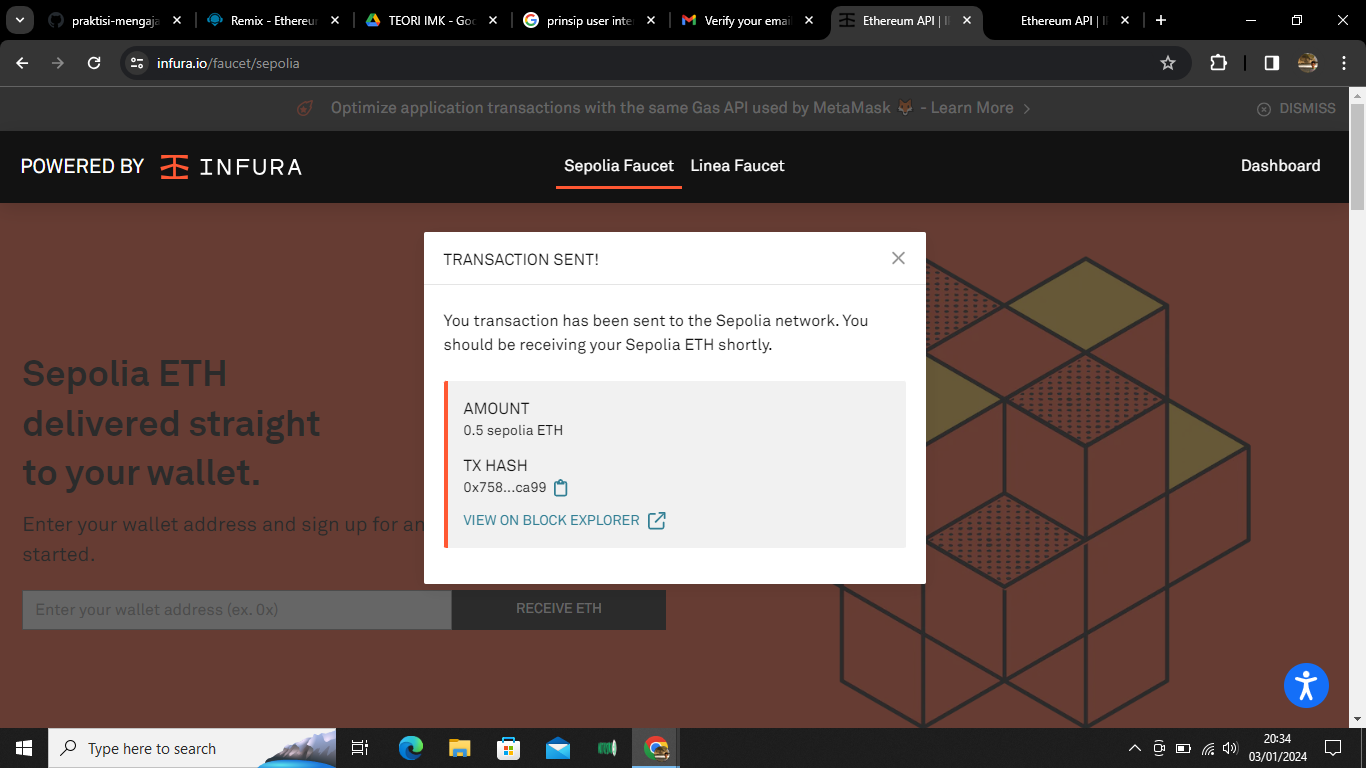 praktisi-mengaja
Remix - Ethereur
TEORI IMK - Goo
prinsip user inte
Verify your emai
Ethereum API | I
Ethereum API | I
infura.io/faucet/sepolia
Optimize application transactions with the same Gas API used by MetaMask 🦊 - Learn More
DISMISS
POWERED BY INFURA
Sepolia Faucet
Linea Faucet
Dashboard
TRANSACTION SENT!
You transaction has been sent to the Sepolia network. You
should be receiving your Sepolia ETH shortly.
AMOUNT
0.5 sepolia ETH
TX HASH
0x758...ca99
VIEW ON BLOCK EXPLORER
Sepolia ETH
delivered straight
to your wallet.
Enter your wallet address and sign up for an
started.
Enter your wallet address (ex. 0x)
RECEIVE ETH
Type here to search
20:34
03/01/2024